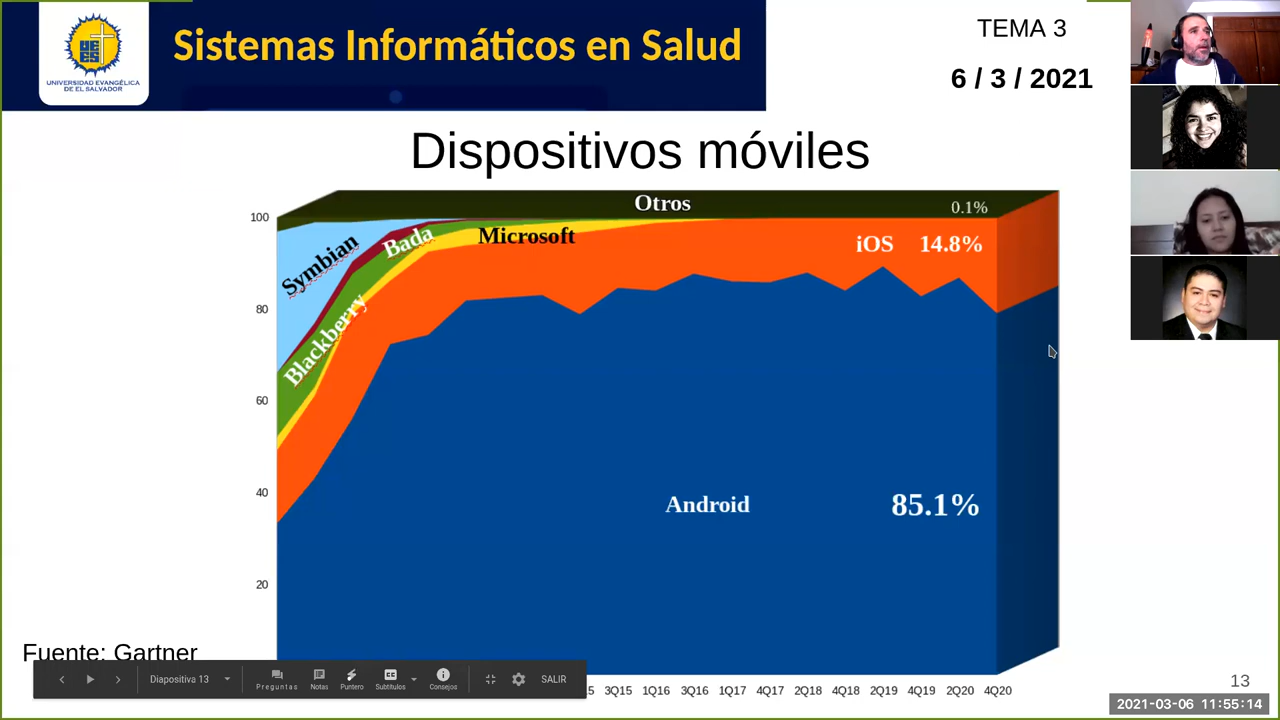 UNIVERSIDAD EVANGÉLICA
DE EL SALVADOR
Sistemas Informáticos en Salud
TEMA 3
6 / 3 / 2021
Dispositivos móviles
100
80
60
40
20
Otros
0.1%
Symbian
Bada
Microsoft
iOS 14.8%
Blackberry
Android
85.1%
Fuente: Gartner
Diapositiva 13
Preguntas
Notas
Puntero
Subtítulos
Consejos
SALIR
3Q15 1Q16 3Q16 1Q17 4Q17 2Q18 4Q18 2Q19 4Q19 2Q20 4Q20
13
2021-03-06 11:55:14